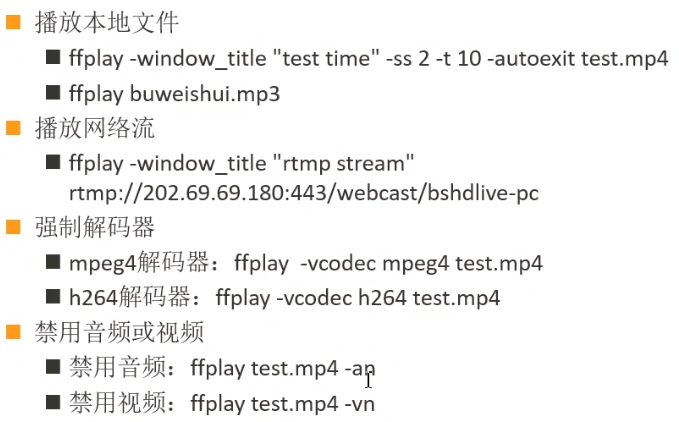 播放本地文件
ffplay -window_title "test time" -ss 2 -t 10 -autoexit test.mp4
ffplay buweishui.mp3
播放网络流
ffplay -window_title "rtmp stream"
rtmp://202.69.69.180:443/webcast/bshdlive-pc
强制解码器
mpeg4解码器：ffplay  -vcodec mpeg4 test.mp4
h264解码器：ffplay -vcodec h264 test.mp4
禁用音频或视频
禁用音频：ffplay test.mp4 -an
禁用视频：ffplay test.mp4 -vn